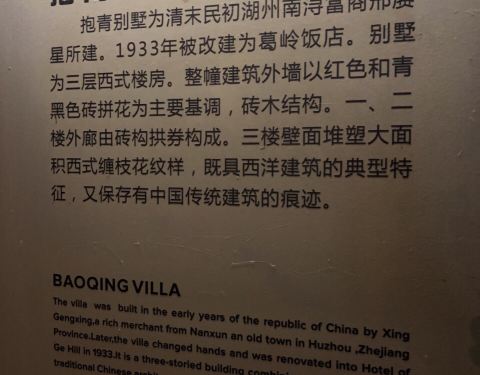 抱青别墅为清末民初湖州南浔富商邢赓
星所建。1933年被改建为葛岭饭店。别墅
为三层西式楼房。整幢建筑外墙以红色和青
黑色砖拼花为主要基调，砖木结构。一、二
楼外廊由砖构拱券构成。三楼壁面堆塑大面
积西式缠枝花纹样，既具西洋建筑的典型特
征，又保存有中国传统建筑的痕迹。
BAOQING VILLA
The villa was built in the early years of the republic of China by Xing
Gengxing,a rich merchant from Nanxun an old town in Huzhou ,Zhejiang
Province.Later,the villa changed hands and was renovated into Hotel of
Ge Hill in 1933.It is a three-storied building
traditional Chinese